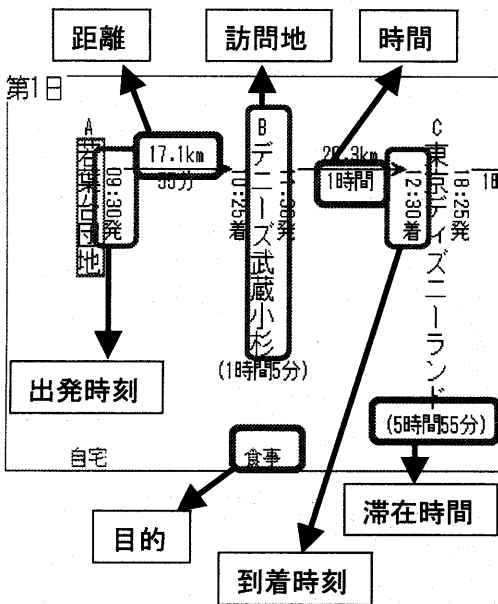 距離
訪問地
時間
第1日
A
若葉台団地
09:30発
17.1km
55分
B
10:25着
デニーズ武蔵小杉
11:30発
(1時間5分)
1時間
C
12:30着
東京ディズニーランド
18:25発
(5時間55分)
自宅
食事
出発時刻
目的
到着時刻
滞在時間